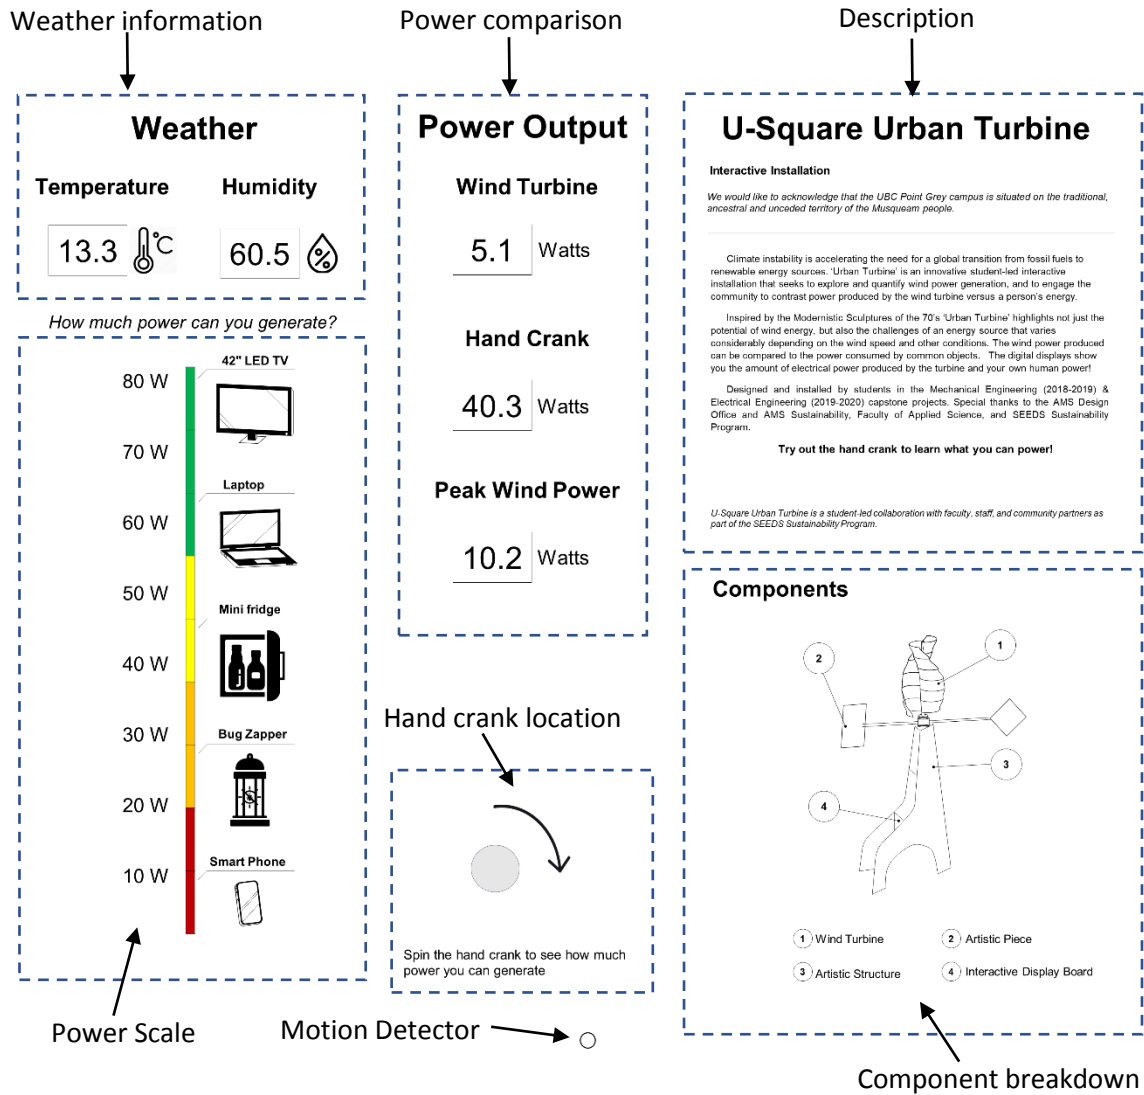 Weather information
Power comparison
Description
Weather
Temperature
Humidity
13.3
°C
60.5
%
How much power can you generate?
80 W
70 W
60 W
50 W
40 W
30 W
20 W
10 W
42" LED TV
Laptop
Mini fridge
Bug Zapper
Smart Phone
Power Scale
Power Output
Wind Turbine
5.1 Watts
Hand Crank
40.3 Watts
Peak Wind Power
10.2 Watts
Hand crank location
Spin the hand crank to see how much
power you can generate
Motion Detector
U-Square Urban Turbine
Interactive Installation
We would like to acknowledge that the UBC Point Grey campus is situated on the traditional,
ancestral and unceded territory of the Musqueam people.
Climate instability is accelerating the need for a global transition from fossil fuels to
renewable energy sources. ‘Urban Turbine’ is an innovative student-led interactive
installation that seeks to explore and quantify wind power generation, and to engage the
community to contrast power produced by the wind turbine versus a person's energy.
Inspired by the Modernistic Sculptures of the 70's ‘Urban Turbine’ highlights not just the
potential of wind energy, but also the challenges of an energy source that varies
considerably depending on the wind speed and other conditions. The wind power produced
can be compared to the power consumed by common objects. The digital displays show
you the amount of electrical power produced by the turbine and your own human power!
Designed and installed by students in the Mechanical Engineering (2018-2019) &
Electrical Engineering (2019-2020) capstone projects. Special thanks to the AMS Design
Office and AMS Sustainability, Faculty of Applied Science, and SEEDS Sustainability
Program.
Try out the hand crank to learn what you can power!
U-Square Urban Turbine is a student-led collaboration with faculty, staff, and community partners as
part of the SEEDS Sustainability Program.
Components
1
2
3
4
1 Wind Turbine
2 Artistic Piece
3 Artistic Structure
4 Interactive Display Board
Component breakdown